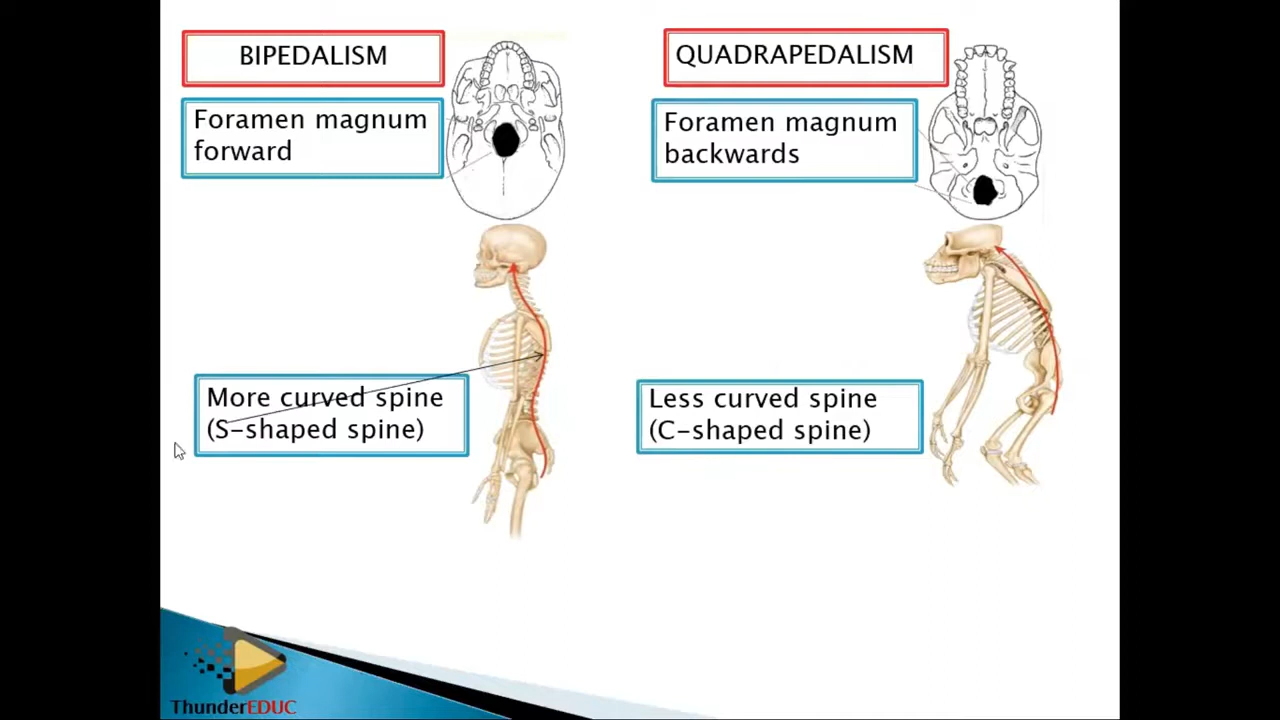 BIPEDALISM
Foramen magnum
forward
More curved spine
(S-shaped spine)
QUADRAPEDALISM
Foramen magnum
backwards
Less curved spine
(C-shaped spine)
ThunderEDUC